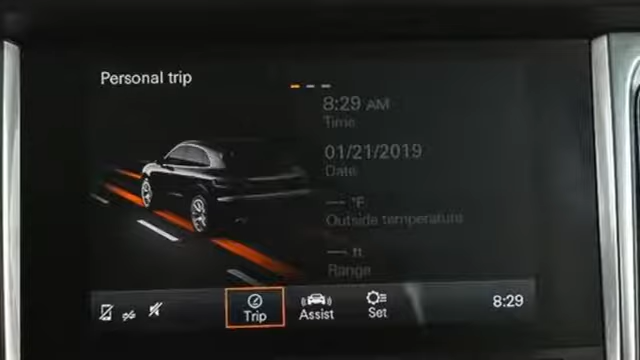 Personal trip
8:29 AM
Time
01/21/2019
Date
--- °F
Outside temperature
--- ft
Range
Trip
Assist
Set
8:29